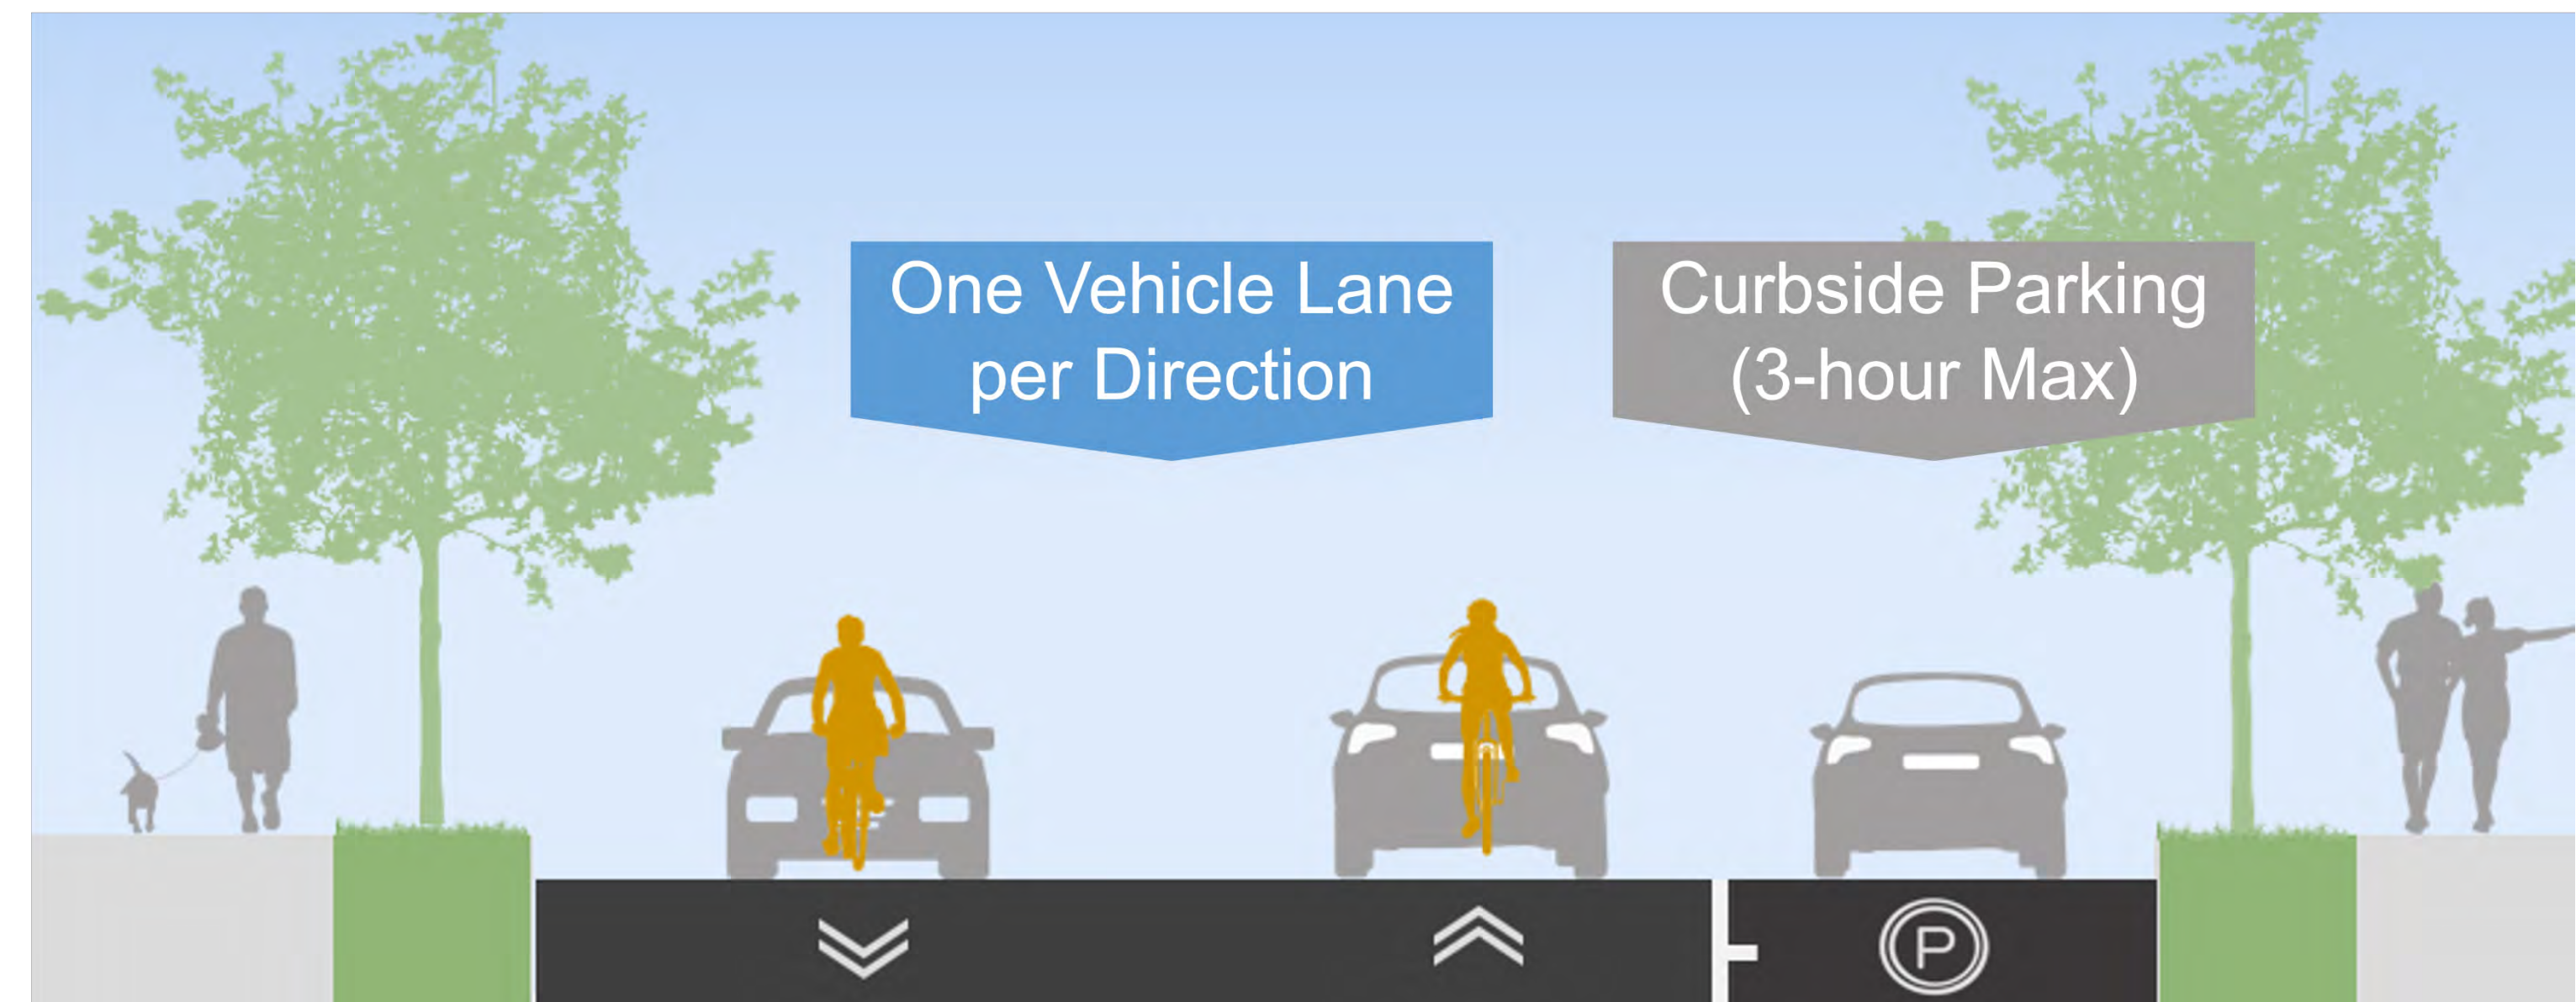 One Vehicle Lane
per Direction
Curbside Parking
(3-hour Max)
P